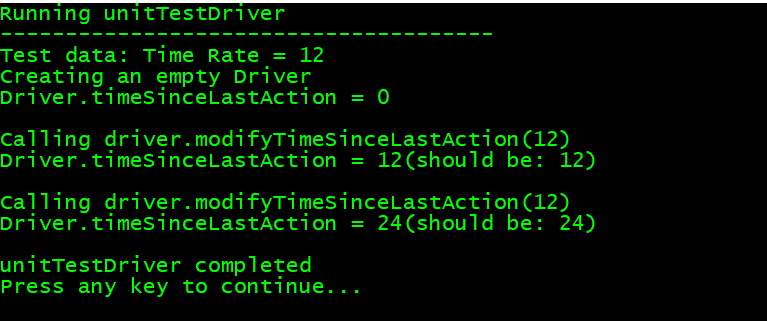 Running unitTestDriver
--------------------------------------
Test data: Time Rate = 12
Creating an empty Driver
Driver.timeSinceLastAction = 0
Calling driver.modifyTimeSinceLastAction(12)
Driver.timeSinceLastAction = 12(should be: 12)
Calling driver.modifyTimeSinceLastAction(12)
Driver.timeSinceLastAction = 24(should be: 24)
unitTestDriver completed
Press any key to continue...